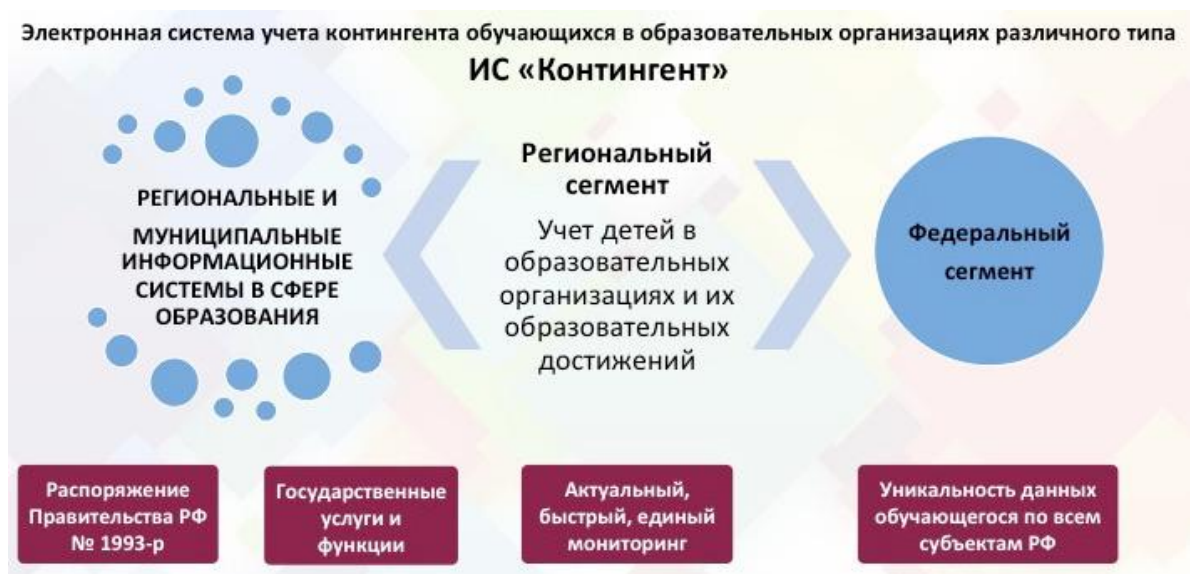 Электронная система учета контингента обучающихся в образовательных организациях различного типа
ИС «Контингент»
РЕГИОНАЛЬНЫЕ И
МУНИЦИПАЛЬНЫЕ
ИНФОРМАЦИОННЫЕ
СИСТЕМЫ В СФЕРЕ
ОБРАЗОВАНИЯ
Региональный
сегмент
Учет детей в
образовательных
организациях и их
образовательных
достижений
Федеральный
сегмент
Распоряжение
Правительства РФ
№ 1993-р
Государственные
услуги и
функции
Актуальный,
быстрый, единый
мониторинг
Уникальность данных
обучающегося по всем
субъектам РФ